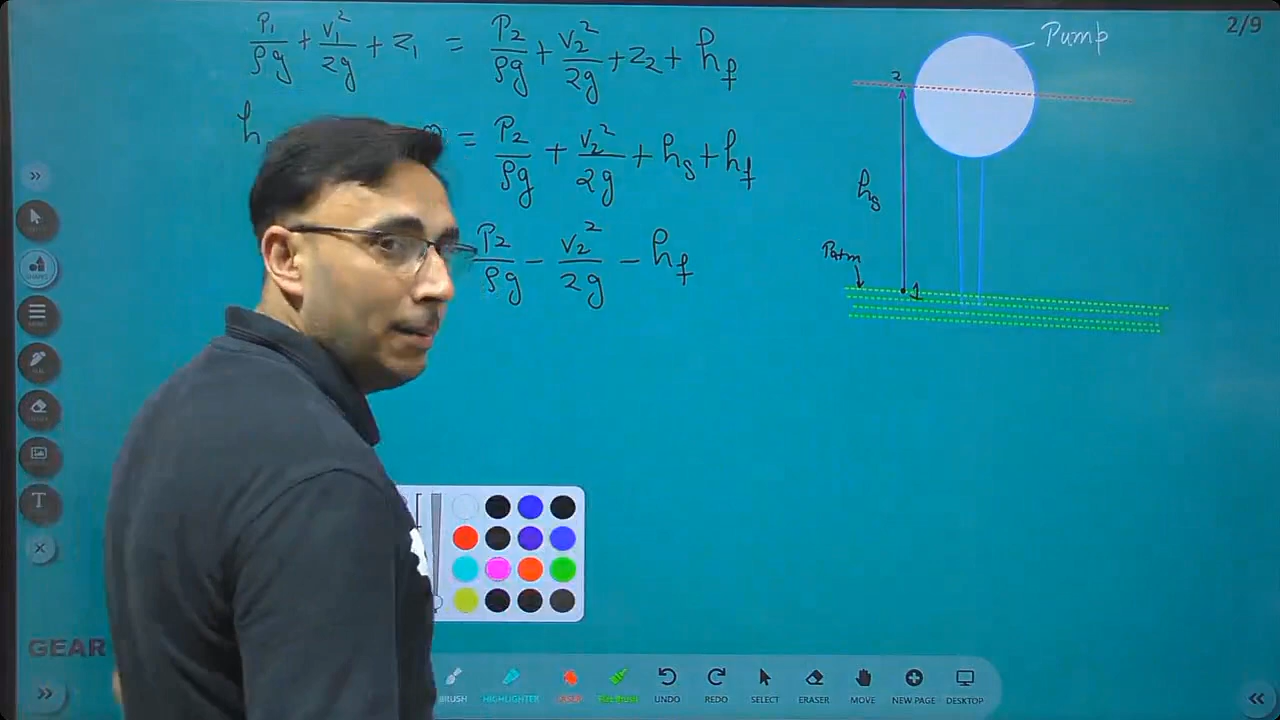 2/9
P₁/ρg + v₁²/2g + z₁ = P₂/ρg + v₂²/2g + z₂ + h_f
Pump
2
h = P₂/ρg + v₂²/2g + h_s + h_f
h_s
P₂/ρg - v₂²/2g - h_f
Patm
1
T
GEAR
BRUSH HIGHLIGHTER LASER FIREBRUSH UNDO REDO SELECT ERASER MOVE NEW PAGE DESKTOP